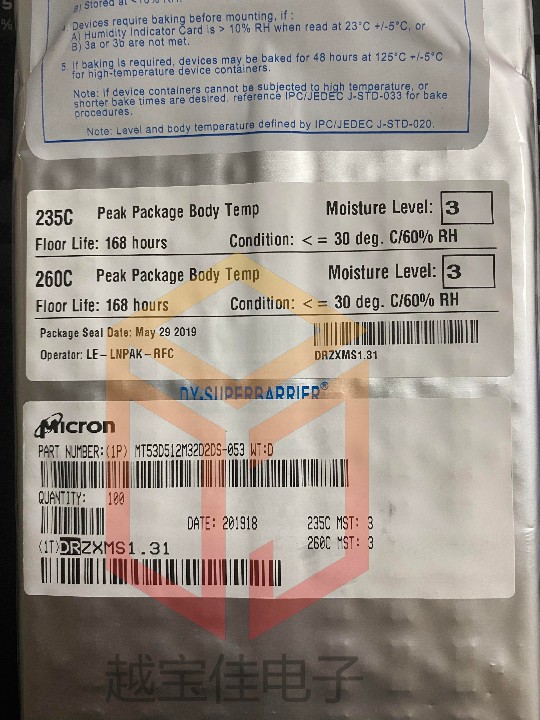 a) Stored at <10% RH
4. Devices require baking before mounting, if :
A) Humidity Indicator Card is > 10% RH when read at 23°C +/-5°C, or
B) 3a or 3b are not met.
5. If baking is required, devices may be baked for 48 hours at 125°C +/-5°C
for high-temperature device containers.
Note: If device containers cannot be subjected to high temperature, or
shorter bake times are desired, reference IPC/JEDEC J-STD-033 for bake
procedures.
Note: Level and body temperature defined by IPC/JEDEC J-STD-020.
235C Peak Package Body Temp Moisture Level: 3
Floor Life: 168 hours Condition: < = 30 deg. C/60% RH
260C Peak Package Body Temp Moisture Level: 3
Floor Life: 168 hours Condition: < = 30 deg. C/60% RH
Package Seal Date: May 29 2019
Operator: LE-LNPAK-RFC DRZXMS1.31
DX-SUPERBARRIER®
Micron
PART NUMBER:(1P) MT53D512M32D2DS-053 WT:D
QUANTITY: 100
DATE: 201918 235C MST: 3
(1T)DRZXMS1.31 260C MST: 3
越宝佳电子